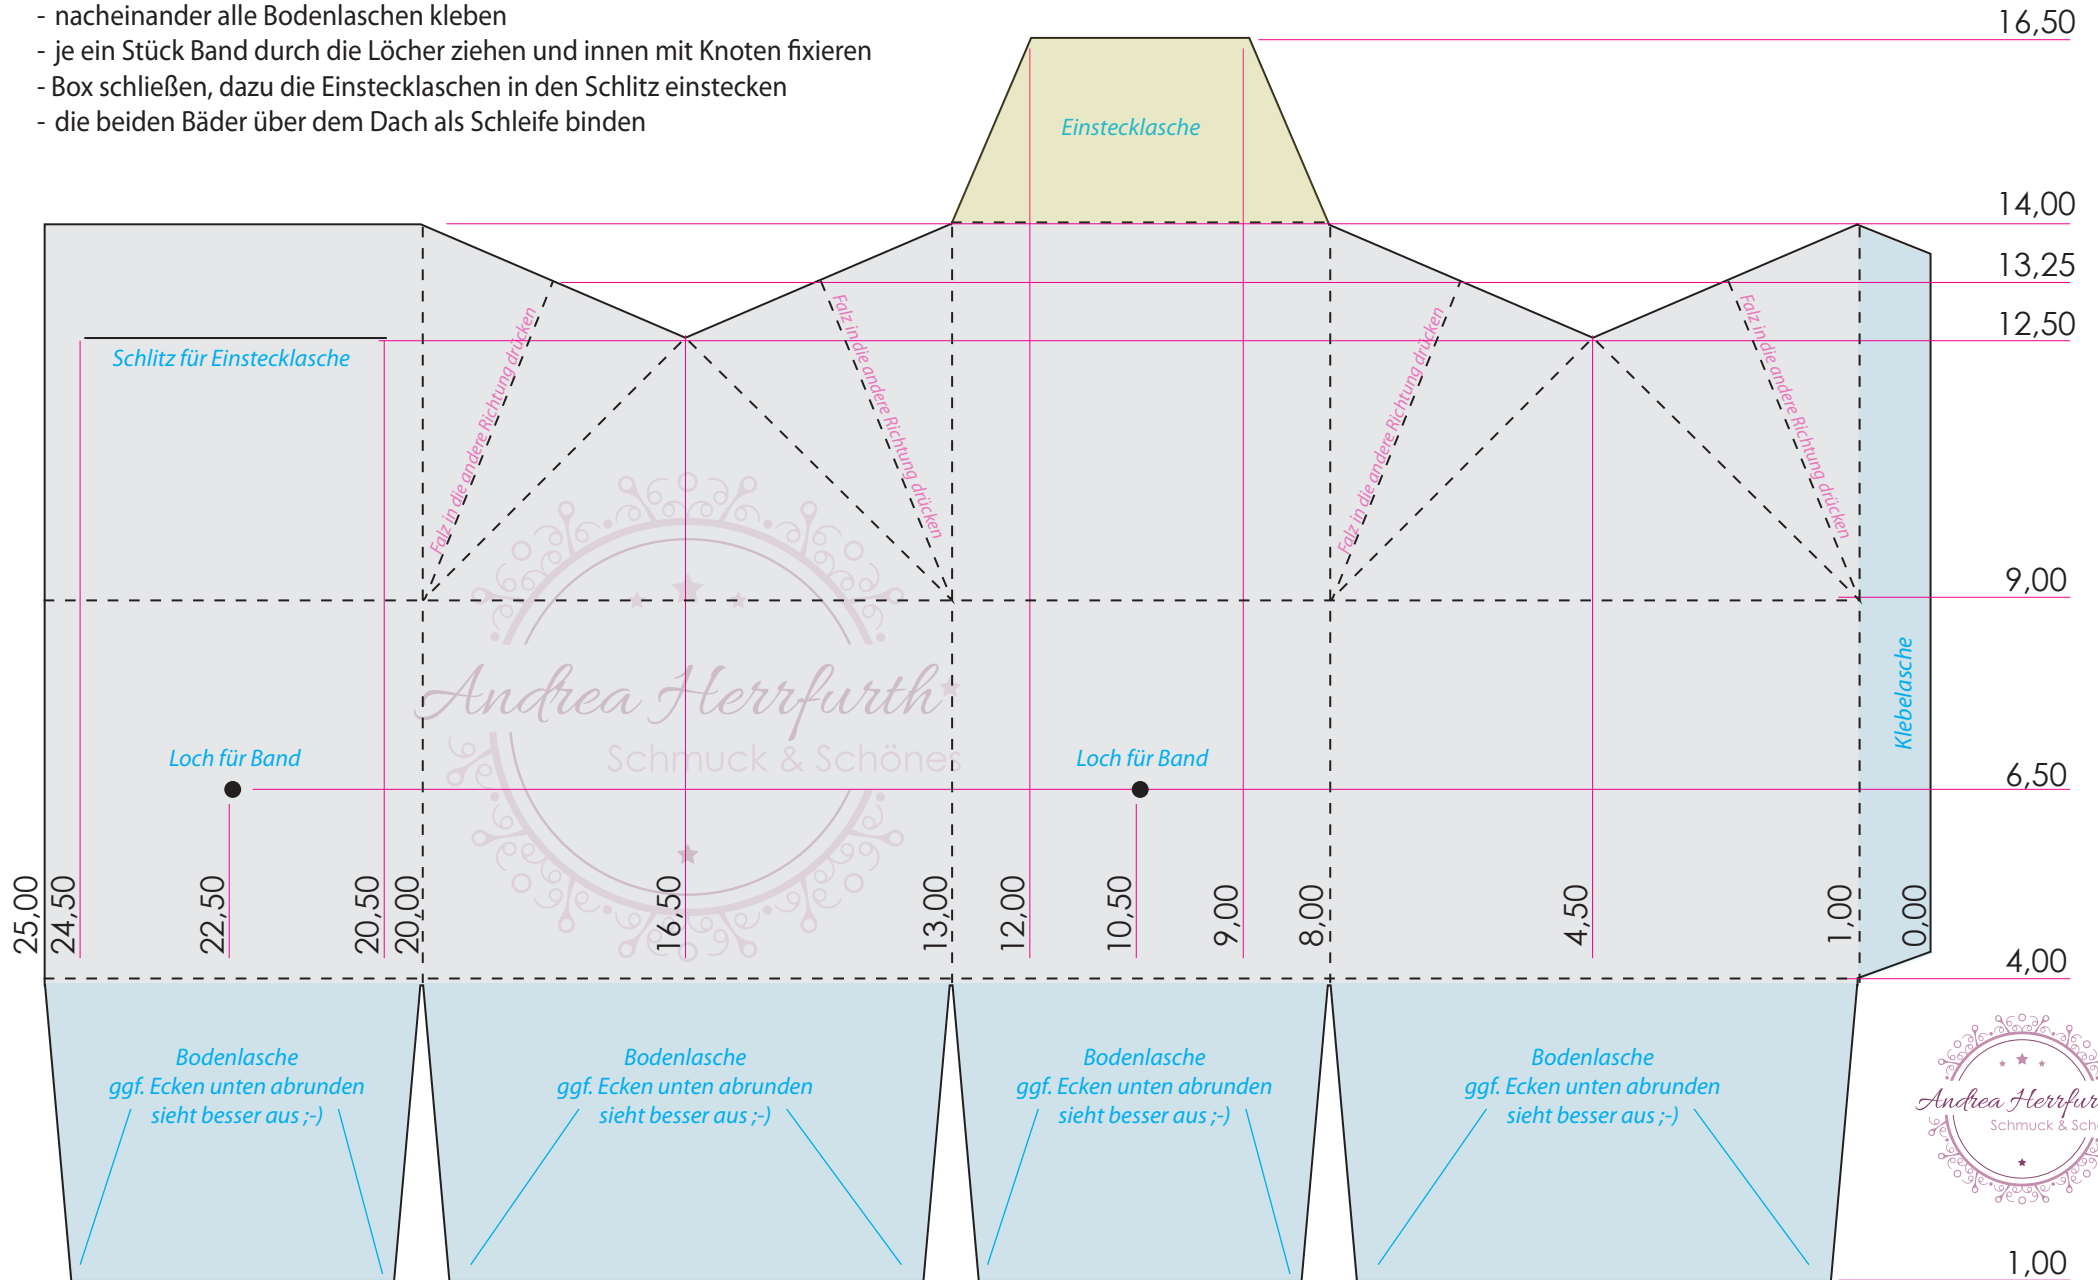 - nacheinander alle Bodenlaschen kleben
- je ein Stück Band durch die Löcher ziehen und innen mit Knoten fixieren
- Box schließen, dazu die Einstecklaschen in den Schlitz einstecken
- die beiden Bäder über dem Dach als Schleife binden
16,50
Einstecklasche
14,00
13,25
12,50
Schlitz für Einstecklasche
Falz in die andere Richtung drücken
Falz in die andere Richtung drücken
Falz in die andere Richtung drücken
Falz in die andere Richtung drücken
9,00
Klebelasche
Andrea Herrfurth
Schmuck & Schönes
Loch für Band
Loch für Band
6,50
25,00
24,50
22,50
20,50
20,00
16,50
13,00
12,00
10,50
9,00
8,00
4,50
1,00
0,00
4,00
Bodenlasche
ggf. Ecken unten abrunden
sieht besser aus ;-)
Bodenlasche
ggf. Ecken unten abrunden
sieht besser aus ;-)
Bodenlasche
ggf. Ecken unten abrunden
sieht besser aus ;-)
Bodenlasche
ggf. Ecken unten abrunden
sieht besser aus ;-)
Andrea Herrfur
Schmuck & Sch
1,00